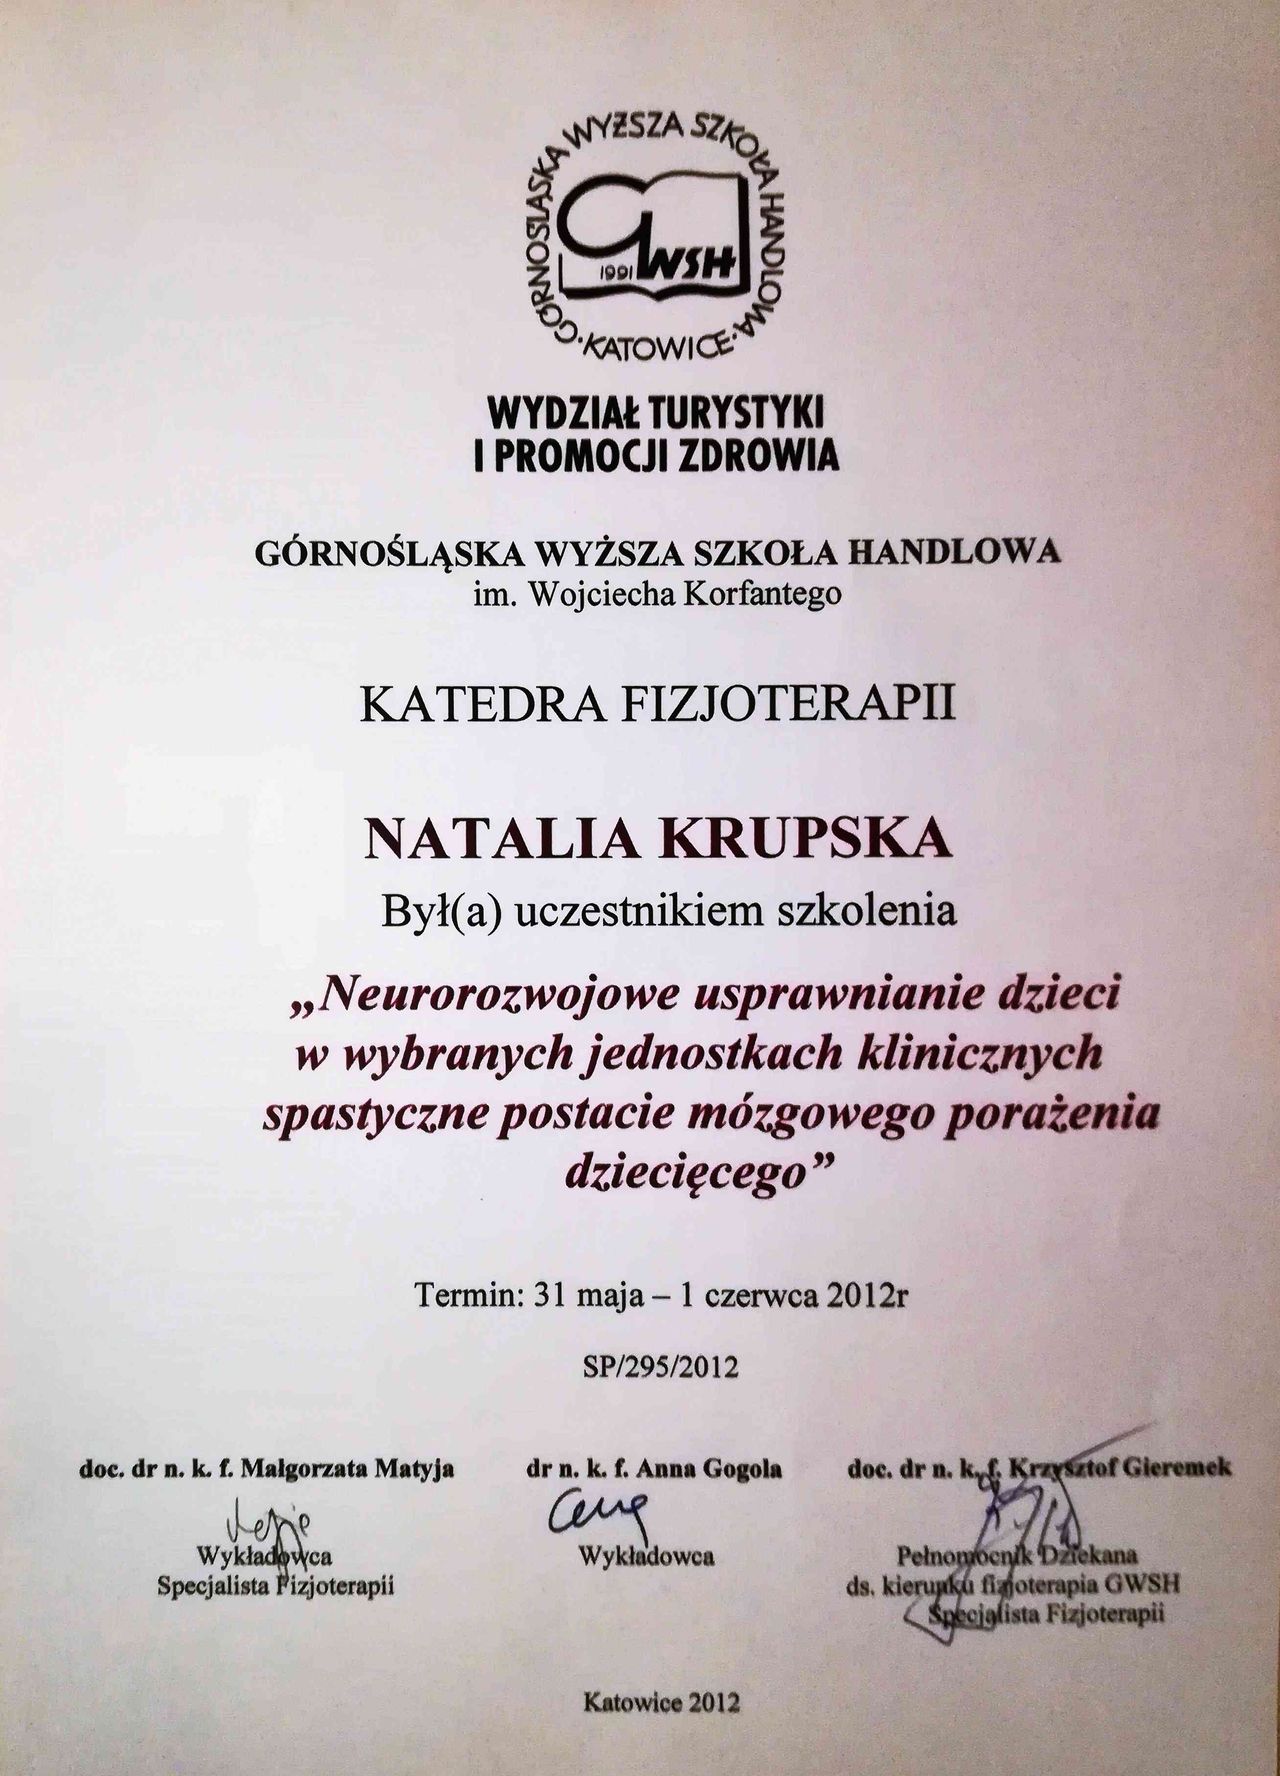 GÓRNOŚLĄSKA WYŻSZA SZKOŁA HANDLOWA
1991 GWSH
·KATOWICE·
WYDZIAŁ TURYSTYKI
I PROMOCJI ZDROWIA
GÓRNOŚLĄSKA WYŻSZA SZKOŁA HANDLOWA
im. Wojciecha Korfantego
KATEDRA FIZJOTERAPII
NATALIA KRUPSKA
Był(a) uczestnikiem szkolenia
„Neurorozwojowe usprawnianie dzieci
w wybranych jednostkach klinicznych
spastyczne postacie mózgowego porażenia
dziecięcego”
Termin: 31 maja – 1 czerwca 2012r
SP/295/2012
doc. dr n. k. f. Małgorzata Matyja
Wykładowca
Specjalista Fizjoterapii
dr n. k. f. Anna Gogola
Wykładowca
doc. dr n. k. f. Krzysztof Gieremek
Pełnomocnik Dziekana
ds. kierunku fizjoterapia GWSH
Specjalista Fizjoterapii
Katowice 2012